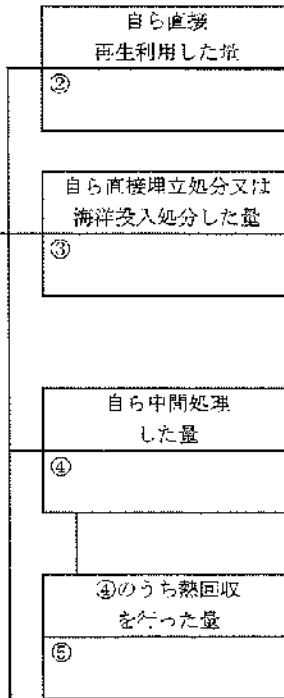 自ら直接
再生利用した量
②
自ら直接埋立処分又は
海洋投入処分した量
③
自ら中間処理
した量
④
④のうち熱回収
を行った量
⑤